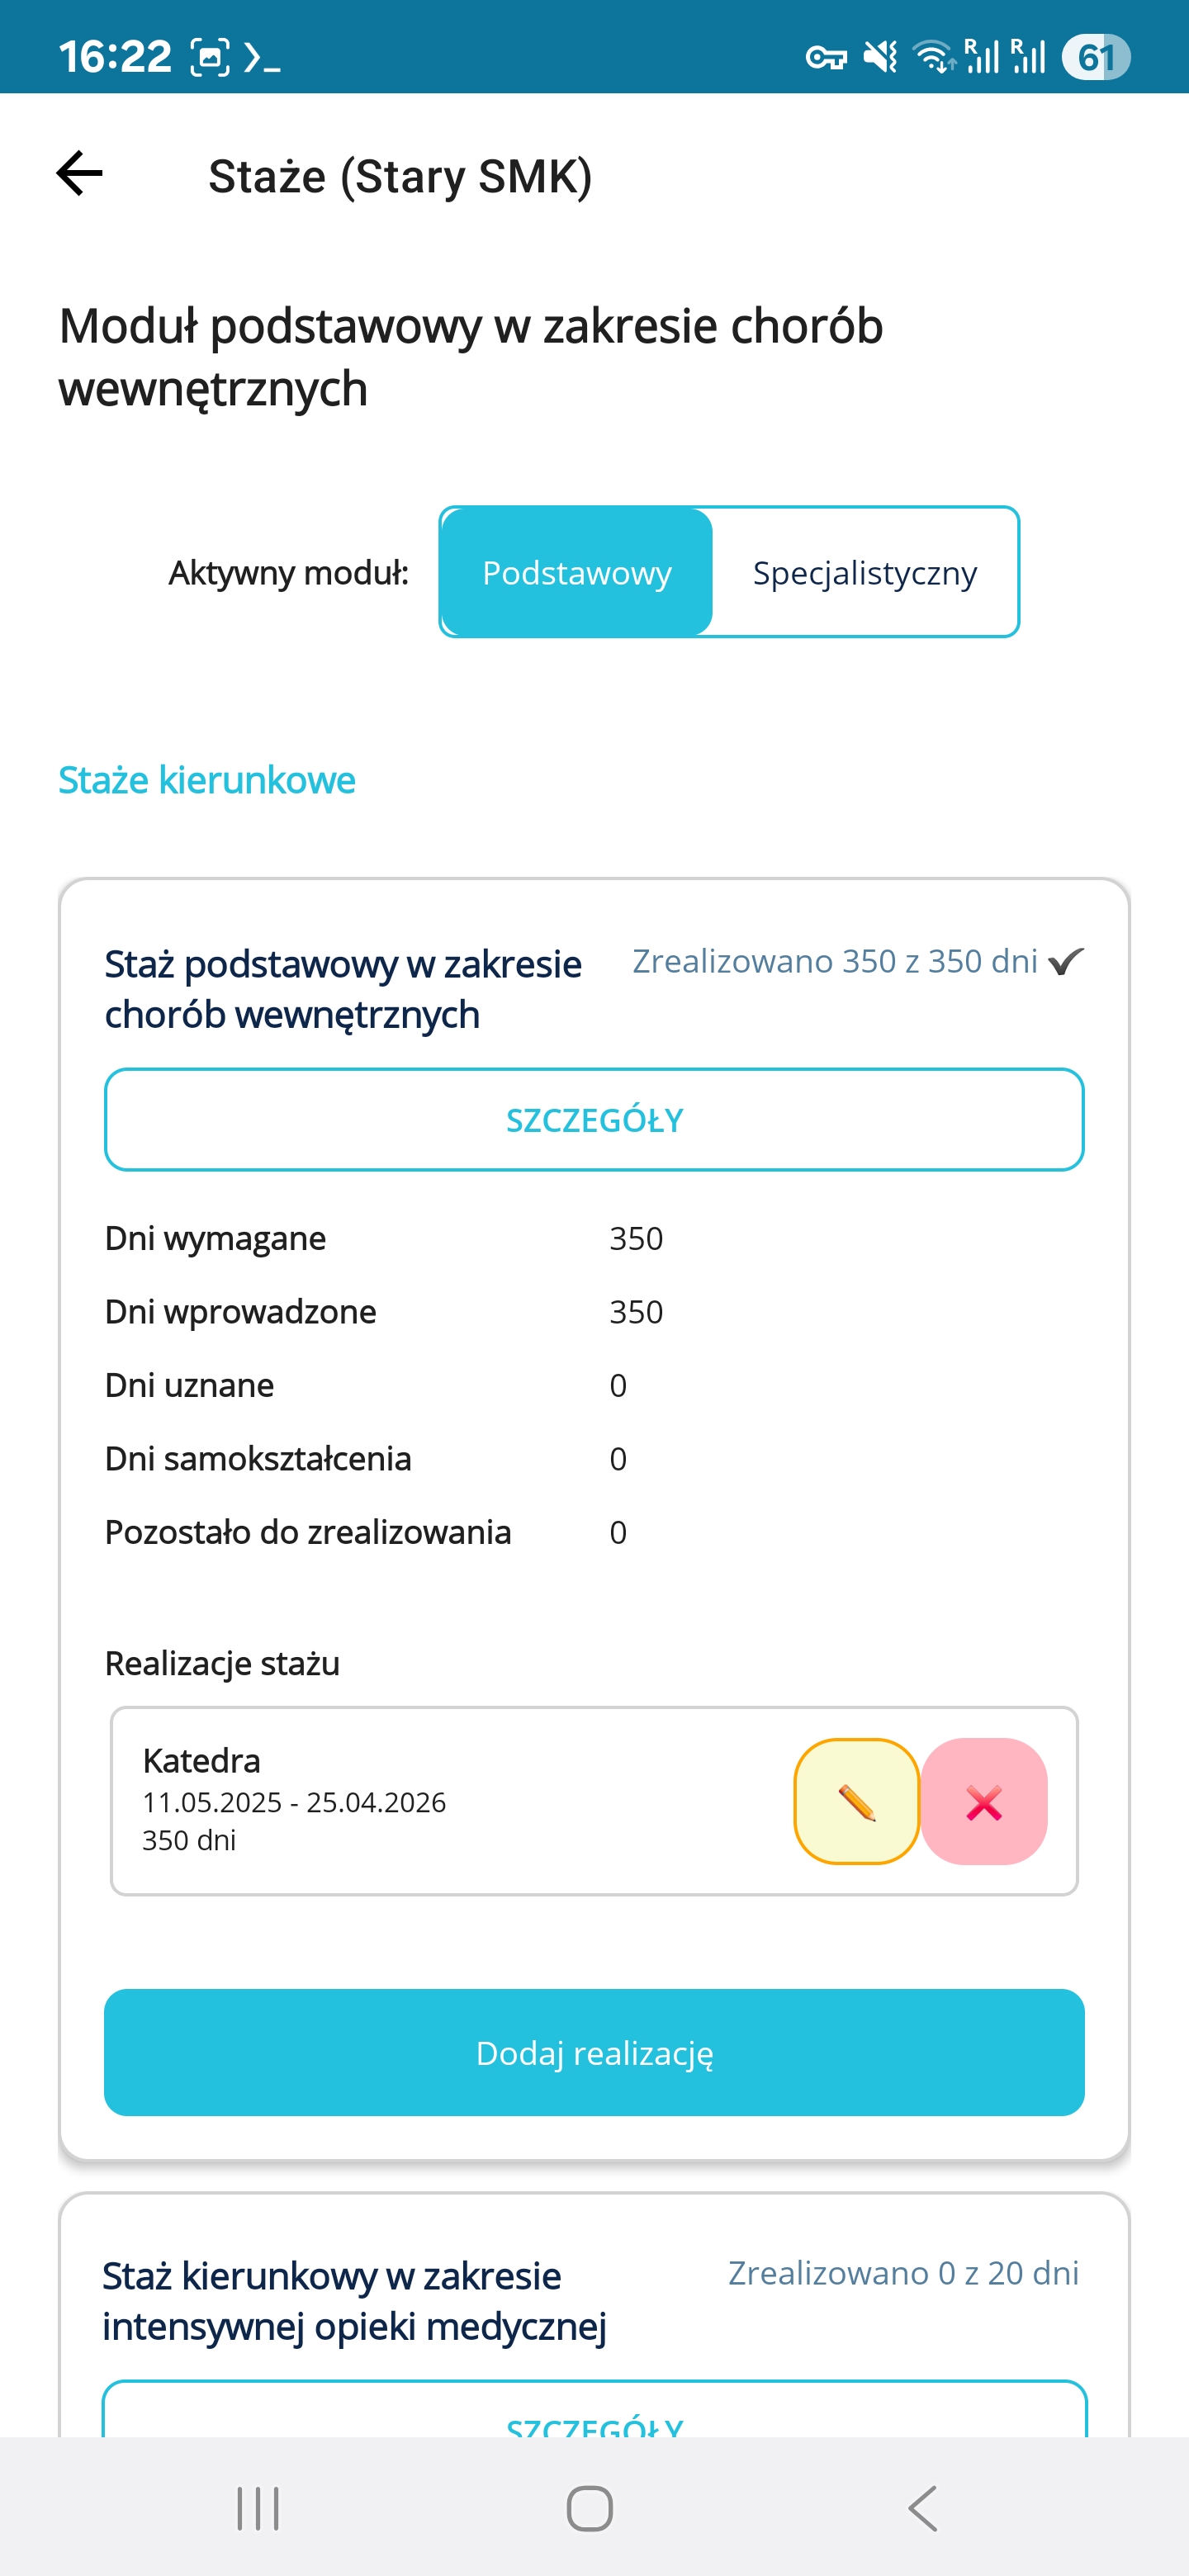 16:22
R R 61
Staże (Stary SMK)
Moduł podstawowy w zakresie chorób
wewnętrznych
Aktywny moduł: Podstawowy Specjalistyczny
Staże kierunkowe
Staż podstawowy w zakresie Zrealizowano 350 z 350 dni ✔
chorób wewnętrznych
SZCZEGÓŁY
Dni wymagane 350
Dni wprowadzone 350
Dni uznane 0
Dni samokształcenia 0
Pozostało do zrealizowania 0
Realizacje stażu
Katedra
11.05.2025 - 25.04.2026
350 dni
Dodaj realizację
Staż kierunkowy w zakresie Zrealizowano 0 z 20 dni
intensywnej opieki medycznej
SZCZEGÓŁY